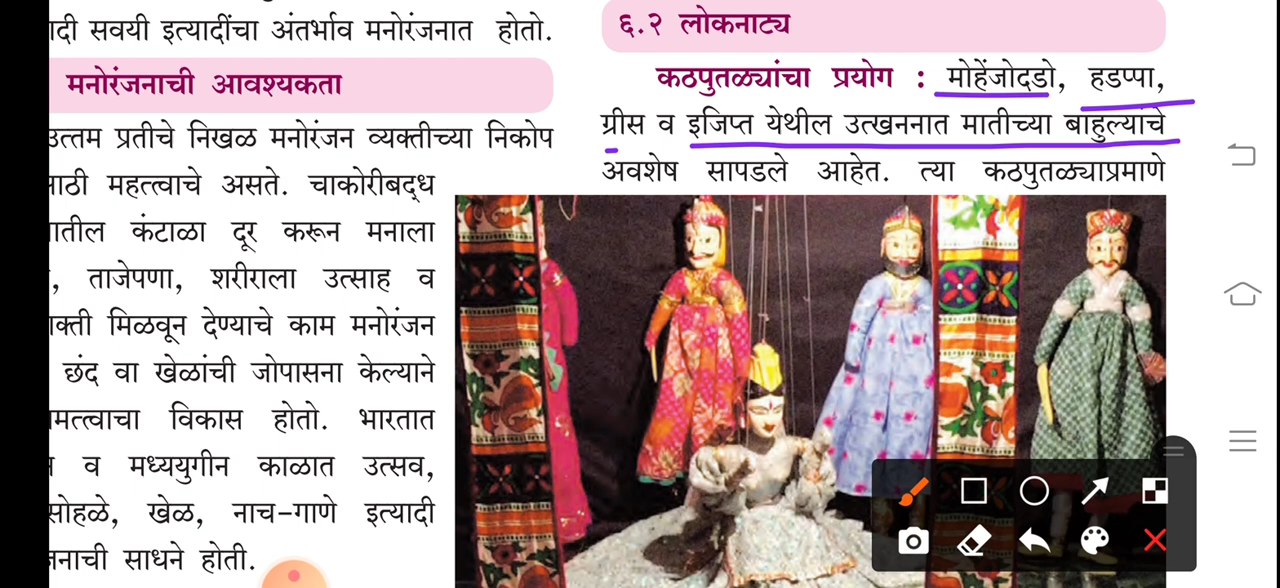 सवयी इत्यादींचा अंतर्भाव मनोरंजनात होतो.
मनोरंजनाची आवश्यकता
उत्तम प्रतीचे निखळ मनोरंजन व्यक्तीच्या निकोप
महत्त्वाचे असते. चाकोरीबद्ध
कंटाळा दूर करून मनाला
ताजेपणा, शरीराला उत्साह व
मिळवून देण्याचे काम मनोरंजन
छंद वा खेळांची जोपासना केल्याने
विकास होतो. भारतात
व मध्ययुगीन काळात उत्सव,
सोहळे, खेळ, नाच-गाणे इत्यादी
साधने होती.
६.२ लोकनाट्य
कठपुतळ्यांचा प्रयोग : मोहेंजोदडो, हडप्पा,
ग्रीस व इजिप्त येथील उत्खननात मातीच्या बाहुल्यांचे
अवशेष सापडले आहेत. त्या कठपुतळ्याप्रमाणे